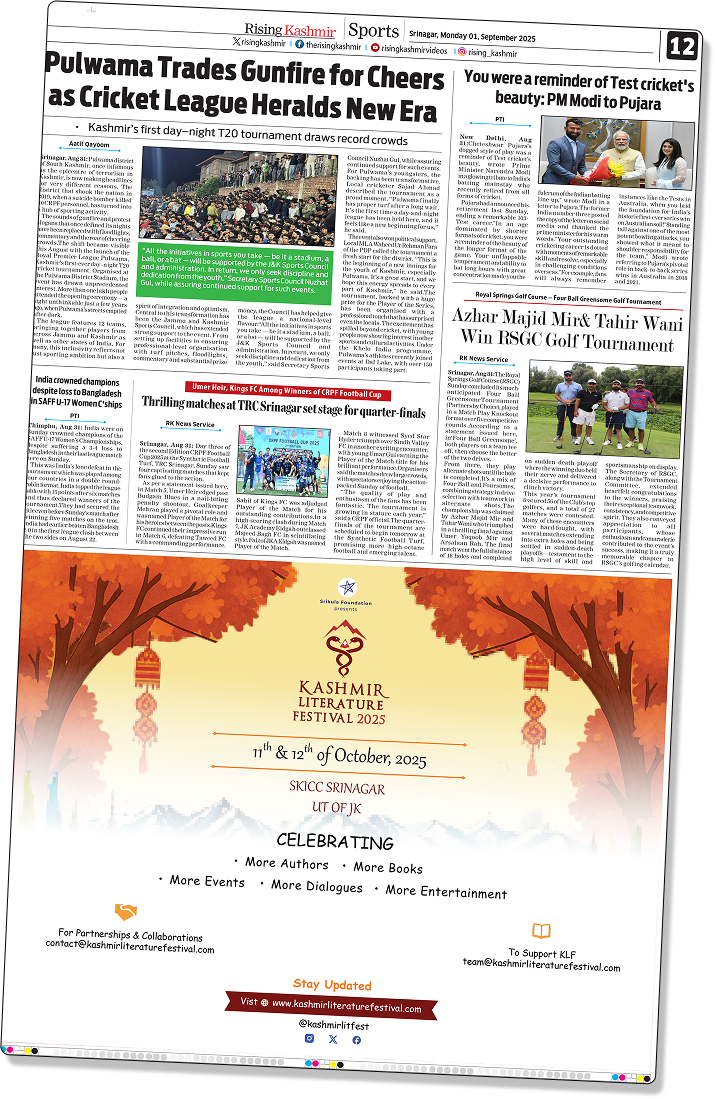 Rising Kashmir Sports Srinagar, Monday 01, September 2025 12
risingkashmir therisingkashmir risingkashmirvideos rising_kashmir
Pulwama Trades Gunfire for Cheers
as Cricket League Heralds New Era
• Kashmir's first day–night T20 tournament draws record crowds
Aatif Qayoom
Srinagar, Aug 31: Pulwama district
of South Kashmir, once infamous
as the epicentre of terrorism in
Kashmir, is now making headlines
for very different reasons. The
district that shook the nation in
2019, when a suicide bomber killed
CRPF personnel, has turned into
a hub of sporting activity.
The sounds of gunfire and protest
slogans that once defined its nights
have been replaced with floodlights,
commentary and the roar of cheering
crowds. The shift became visible
this August with the launch of the
Royal Premier League Pulwama,
Kashmir's first-ever day-night T20
cricket tournament. Organised at
the Pulwama District Stadium, the
event has drawn unprecedented
interest. More than one lakh people
attended the opening ceremony — a
sight unthinkable just a few years
ago, when Pulwama's streets emptied
after dark.
The league features 12 teams,
bringing together players from
across Jammu and Kashmir as
well as other states of India. For
many, this inclusivity reflects not
just sporting ambition but also a
"All the initiatives in sports you take — be it a stadium, a
ball, or a bat — will be supported by the J&K Sports Council
and administration. In return, we only seek discipline and
dedication from the youth," Secretary Sports Council Nuzhat
Gul, while assuring continued support for such events.
spirit of integration and optimism.
Central to this transformation has
been the Jammu and Kashmir
Sports Council, which has extended
strong support to the event. From
setting up facilities to ensuring
professional-level organisation
with turf pitches, floodlights,
commentary and substantial prize
money, the Council has helped give
the league a national-level
flavour. "All the initiatives in sports
you take — be it a stadium, a ball,
or a bat — will be supported by the
J&K Sports Council and
administration. In return, we only
seek discipline and dedication from
the youth," said Secretary Sports
Council Nuzhat Gul, while assuring
continued support for such events.
For Pulwama's youngsters, the
backing has been transformative.
Local cricketer Sajad Ahmad
described the tournament as a
proud moment. "Pulwama finally
has proper turf after a long wait.
It's the first time a day-and-night
league has been held here, and it
feels like a new beginning for us," he
said.
The event also won political support.
Local MLA Waheed Ur Rehman Para
of the PDP called the tournament a
fresh start for the district. "This is
the beginning of a new innings for
the youth of Kashmir, especially
Pulwama. It's a great start, and we
hope this energy spreads to every
part of Kashmir," he said. The
tournament, backed with a huge
prize for the Player of the Series,
has been organised with a
professional touch that has surprised
even the locals. The excitement has
spilled beyond cricket, with young
people now showing interest in other
sports and cultural activities. Under
the Khelo India programme,
Pulwama's athletes recently joined
events at Dal Lake, with over 150
participants taking part.
You were a reminder of Test cricket's
beauty: PM Modi to Pujara
PTI
New Delhi, Aug
31: Cheteshwar Pujara's
dogged style of play was a
reminder of Test cricket's
beauty, wrote Prime
Minister Narendra Modi
in a glowing tribute to India's
batting mainstay who
recently retired from all
forms of cricket.
Pujara had announced his
retirement last Sunday,
ending a remarkable 103-
Test career. "In an age
dominated by shorter
formats of cricket, you were
a reminder of the beauty of
the longer format of the
game. Your unflappable
temperament and ability to
bat long hours with great
concentration made you the
fulcrum of the Indian batting
line up," wrote Modi in a
letter to Pujara. The former
India number three posted
the copy of the letter on social
media and thanked the
prime minister for his warm
words. "Your outstanding
cricketing career is dotted
with moments of remarkable
skill and resolve, especially
in challenging conditions
overseas. For example, fans
will always remember
instances like the Tests in
Australia, when you laid
the foundation for India's
historic first ever series win
on Australian soil!" Standing
tall against one of the most
potent bowling attacks, you
showed what it meant to
shoulder responsibility for
the team," Modi wrote
referring to Pujara's pivotal
role in back-to-back series
wins in Australia in 2018
and 2021.
Royal Springs Golf Course — Four Ball Greensome Golf Tournament
Azhar Majid Mir& Tahir Wani
Win RSGC Golf Tournament
RK News Service
Srinagar, Aug 31: The Royal
Springs Golf Course (RSGC)
Sunday concluded its much
anticipated Four Ball
Greensome Tournament
(Partners by Choice), played
in a Match Play Knockout
format over five competitive
rounds. According to a
statement issued here,
in 'Four Ball Greensome',
both players on a team tee
off, then choose the better
of the two drives.
From there, they play
alternate shots until the hole
is completed. It's a mix of
Four Ball and Foursomes,
combining strategy in drive
selection and teamwork in
alternate shots. The
championship was claimed
by Azhar Majid Mir and
Tahir Wani who triumphed
in a thrilling final against
Umer Yaqoob Mir and
Arsalaan Rah. The final
match went the full distance
of 18 holes and completed
on sudden death playoff
where the winning duo held
their nerve and delivered
a decisive performance to
clinch victory.
This year's tournament
featured 56 of the Club's top
golfers, and a total of 27
matches were contested.
Many of these encounters
were hard-fought, with
several matches extending
into extra holes and being
settled in sudden-death
playoffs—testament to the
high level of skill and
sportsmanship on display.
The Secretary of RSGC,
along with the Tournament
Committee, extended
heartfelt congratulations
to the winners, praising
their exceptional teamwork,
consistency, and competitive
spirit. They also conveyed
appreciation to all
participants, whose
enthusiasm and camaraderie
contributed to the event's
success, making it a truly
memorable chapter in
RSGC's golfing calendar.
India crowned champions
despite loss to Bangladesh
in SAFF U-17 Women C'ships
PTI
Thimphu, Aug 31: India were on
Sunday crowned champions of the
SAFF U-17 Women's Championships,
despite suffering a 3-4 loss to
Bangladesh in their last league match
here on Sunday.
This was India's lone defeat in the
tournament which was played among
four countries in a double round-
robin format. India topped the league
table with 15 points after six matches
and thus declared winners of the
tournament. They had secured the
title even before Sunday's match after
winning five matches on the trot.
India had earlier beaten Bangladesh
in the first league clash between
the two sides on August 22.
Umer Heir, Kings FC Among Winners of CRPF Football Cup
Thrilling matches at TRC Srinagar set stage for quarter-finals
RK News Service
Srinagar, Aug 31: Day three of
the second Edition CRPF Football
Cup 2025 at the Synthetic Football
Turf, TRC Srinagar, Sunday saw
four captivating matches that kept
fans glued to the action.
As per a statement issued here,
in Match 5, Umer Heir edged past
Budgam Blues in a nail-biting
penalty shootout. Goalkeeper
Mehran played a pivotal role and
was named Player of the Match for
his heroics between the posts. Kings
FC continued their impressive run
in Match 6, defeating Taweed FC
with a commanding performance.
CRPF FOOTBALL CUP 2025
Sahil of Kings FC was adjudged
Player of the Match for his
outstanding contributions. In a
high-scoring clash during Match
7, JK Academy Eidgah outclassed
Majeed Bagh FC in scintillating
style. Faizal JKA Eidgah was named
Player of the Match.
Match 8 witnessed Syed Star
Hyder triumph over Sindh Valley
FC in another exciting encounter,
with young Umar Gul earning the
Player of the Match title for his
brilliant performance. Organisers
said the matches drew large crowds,
with spectators enjoying the action-
packed Sunday of football.
"The quality of play and
enthusiasm of the fans has been
fantastic. The tournament is
growing in stature each year,"
said a CRPF official. The quarter-
finals of the tournament are
scheduled to begin tomorrow at
the Synthetic Football Turf,
promising more high-octane
football and emerging talent.
Srikula Foundation
presents
KASHMIR
LITERATURE
FESTIVAL 2025
11th & 12th of October, 2025
SKICC SRINAGAR
UT OF JK
CELEBRATING
• More Authors • More Books
• More Events • More Dialogues • More Entertainment
For Partnerships & Collaborations
contact@kashmirliteraturefestival.com
To Support KLF
team@kashmirliteraturefestival.com
Stay Updated
Visit www.kashmirliteraturefestival.com
@kashmirlitfest